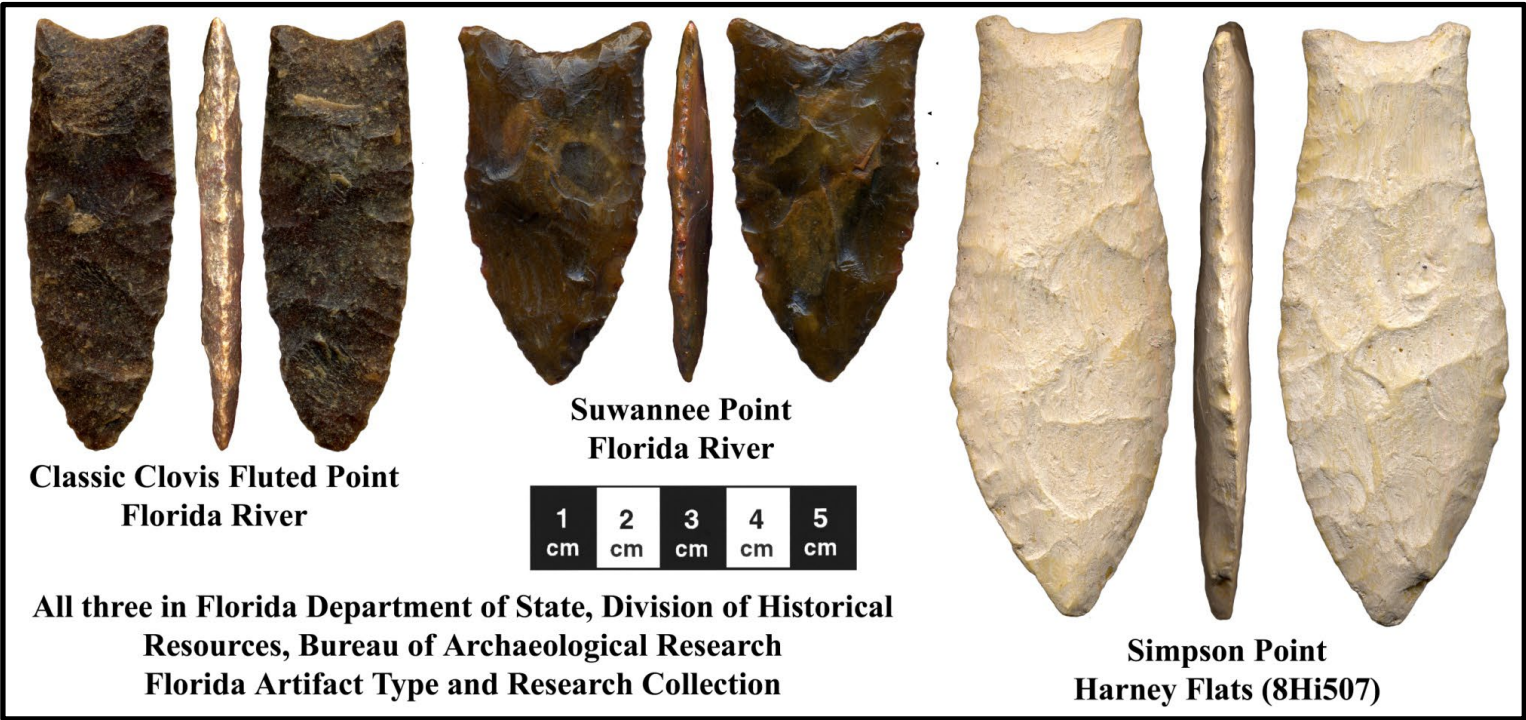 Classic Clovis Fluted Point
Florida River
Suwannee Point
Florida River
1 2 3 4 5
cm cm cm cm cm
All three in Florida Department of State, Division of Historical
Resources, Bureau of Archaeological Research
Florida Artifact Type and Research Collection
Simpson Point
Harney Flats (8Hi507)